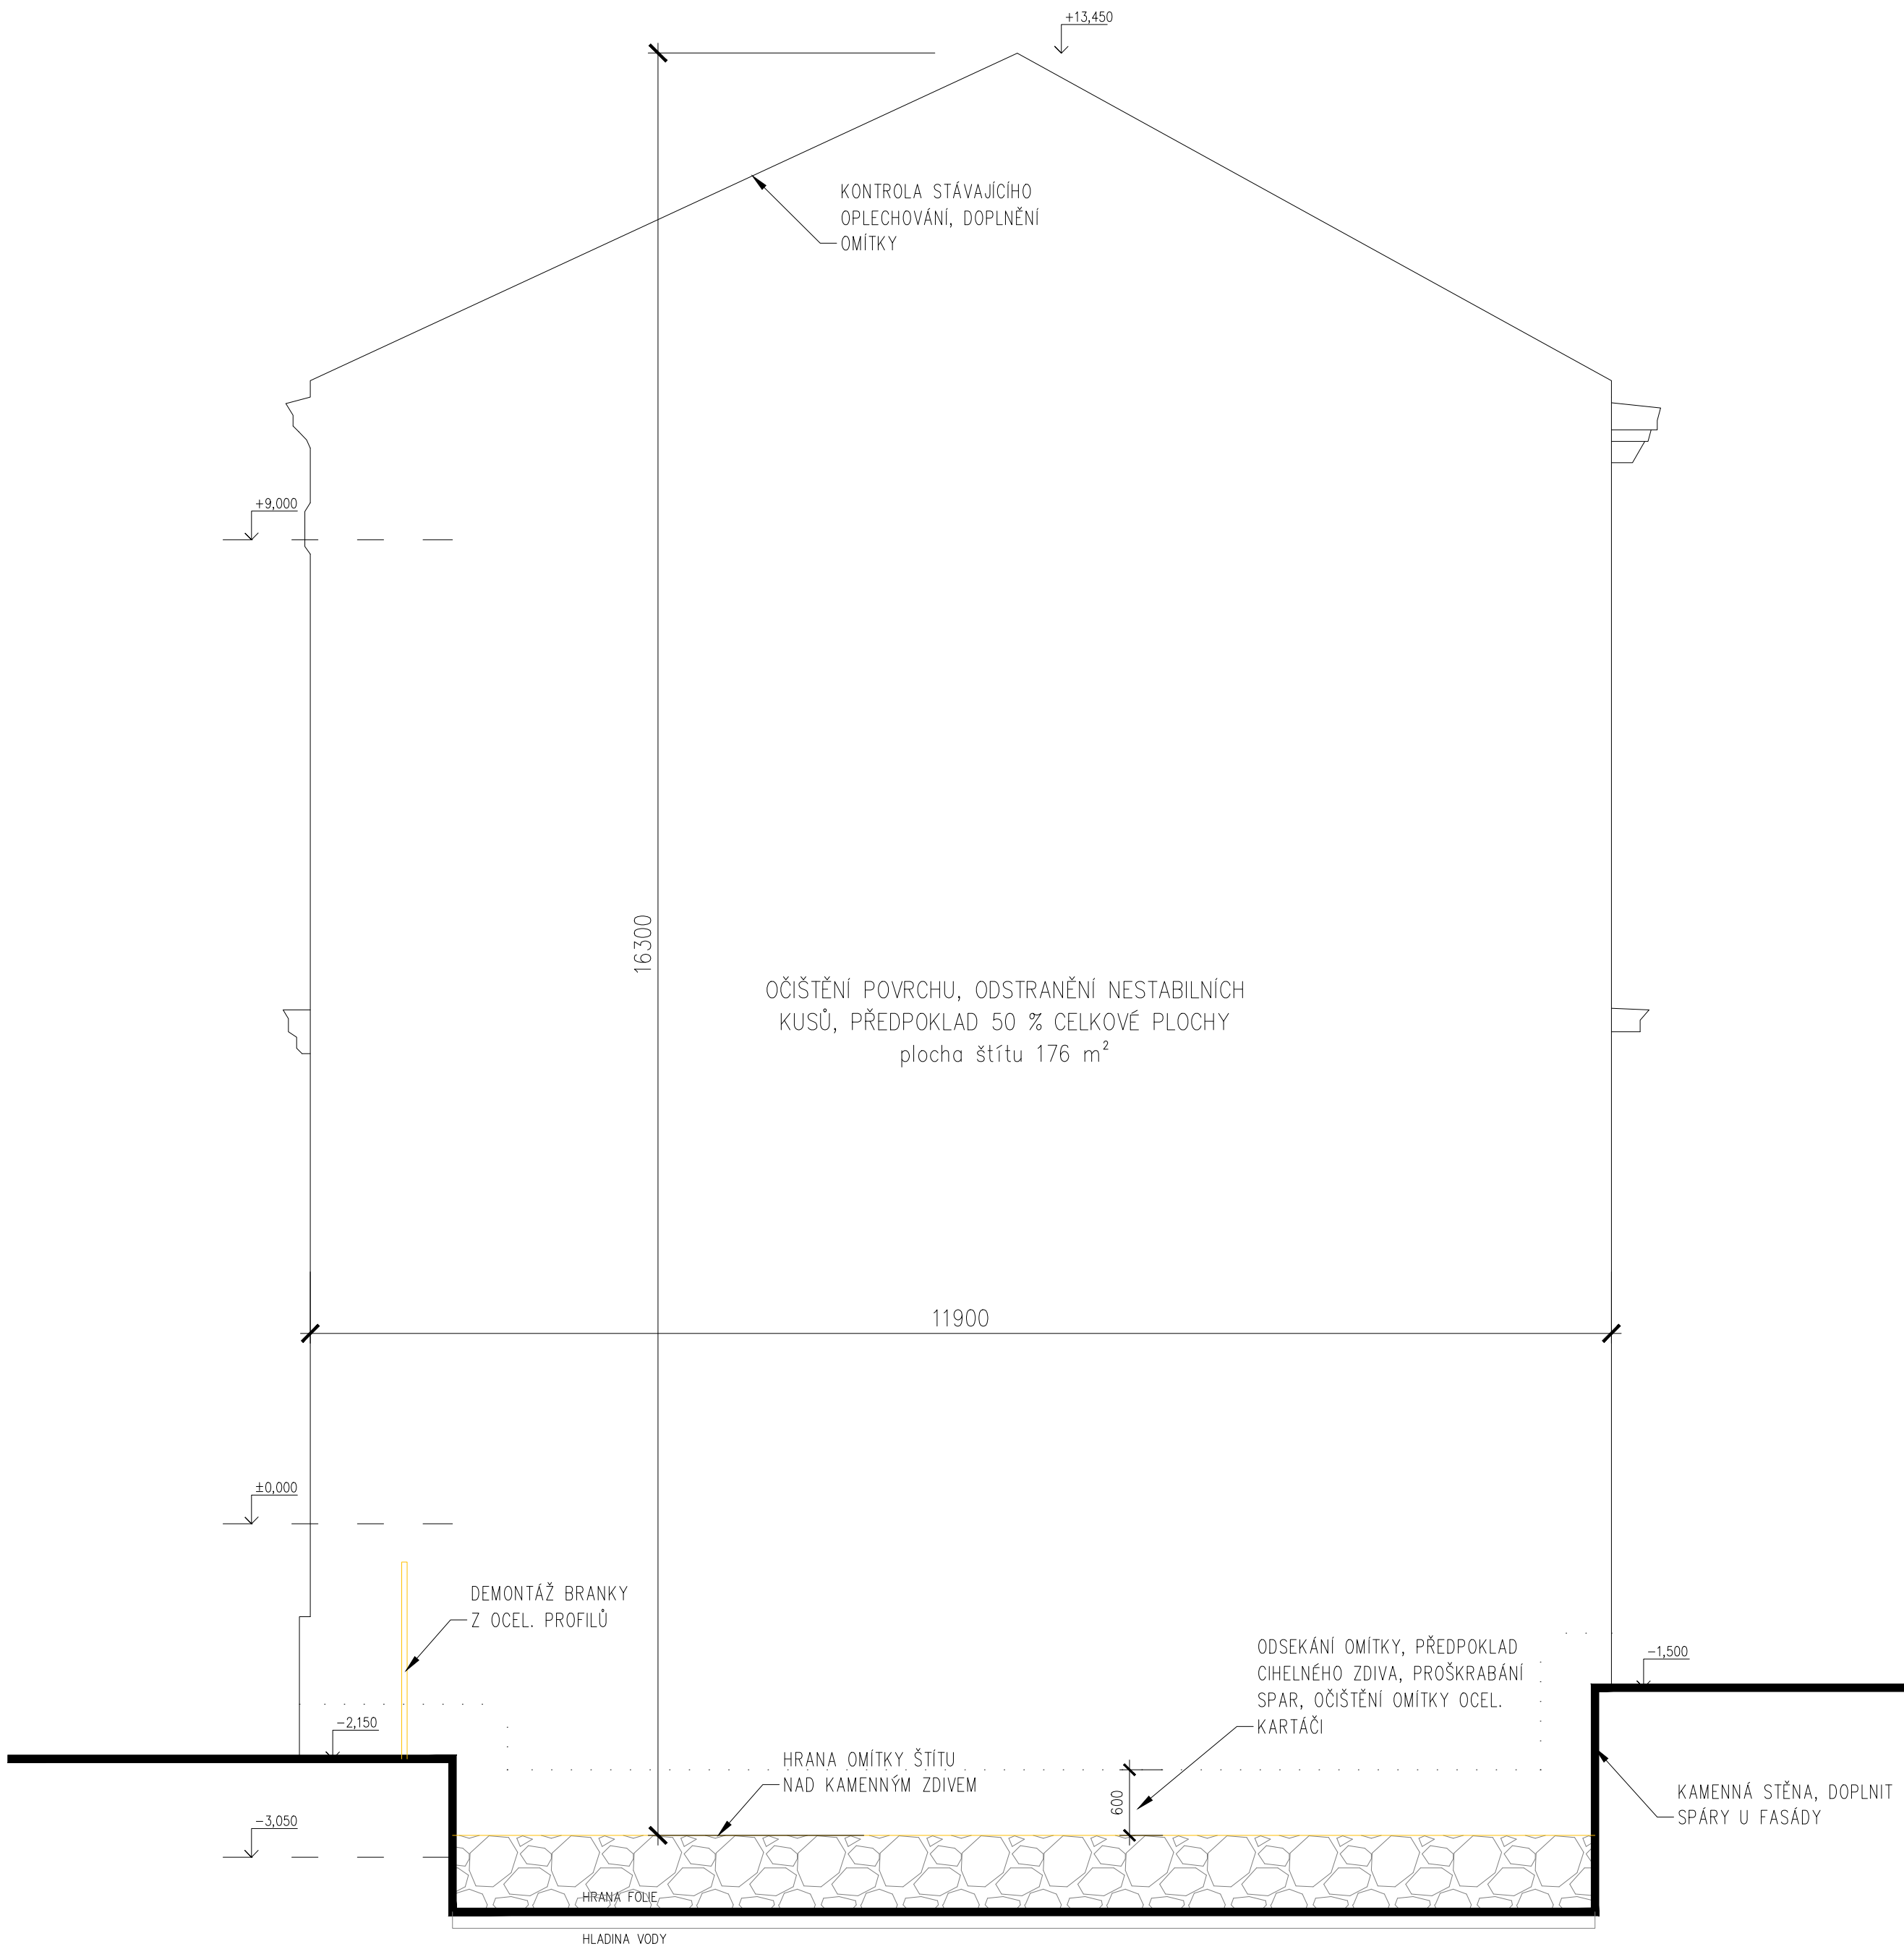 +13,450
KONTROLA STÁVAJÍCÍHO
OPLECHOVÁNÍ, DOPLNĚNÍ
OMÍTKY
+9,000
16300
OČIŠTĚNÍ POVRCHU, ODSTRANĚNÍ NESTABILNÍCH
KUSŮ, PŘEDPOKLAD 50 % CELKOVÉ PLOCHY
plocha štítu 176 m²
11900
±0,000
DEMONTÁŽ BRANKY
Z OCEL. PROFILŮ
ODSEKÁNÍ OMÍTKY, PŘEDPOKLAD
CIHELNÉHO ZDIVA, PROŠKRABÁNÍ
SPAR, OČIŠTĚNÍ OMÍTKY OCEL.
KARTÁČI
-1,500
-2,150
HRANA OMÍTKY ŠTÍTU
NAD KAMENNÝM ZDIVEM
600
KAMENNÁ STĚNA, DOPLNIT
SPÁRY U FASÁDY
-3,050
HRANA FOLIE
HLADINA VODY